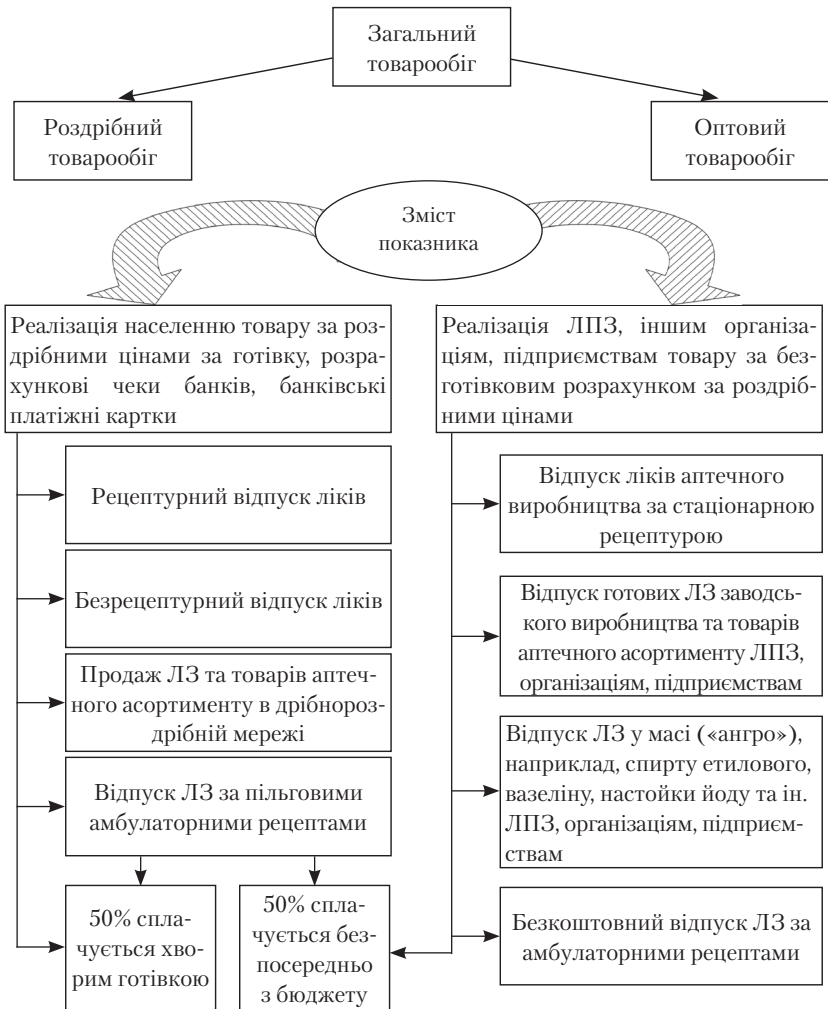 Загальний
товарообіг
Роздрібний
товарообіг
Оптовий
товарообіг
Зміст
показника
Реалізація населенню товару за роз-
дрібними цінами за готівку, розра-
хункові чеки банків, банківські
платіжні картки
Рецептурний відпуск ліків
Безрецептурний відпуск ліків
Продаж ЛЗ та товарів аптеч-
ного асортименту в дрібнороз-
дрібній мережі
Відпуск ЛЗ за пільговими
амбулаторними рецептами
50% спла-
чується хво-
рим готівкою
50% спла-
чується без-
посередньо
з бюджету
Реалізація ЛПЗ, іншим організа-
ціям, підприємствам товару за без-
готівковим розрахунком за роздріб-
ними цінами
Відпуск ліків аптечного
виробництва за стаціонарною
рецептурою
Відпуск готових ЛЗ заводсь-
кого виробництва та товарів
аптечного асортименту ЛПЗ,
організаціям, підприємствам
Відпуск ЛЗ у масі («ангро»),
наприклад, спирту етилового,
вазеліну, настойки йоду та ін.
ЛПЗ, організаціям, підприєм-
ствам
Безкоштовний відпуск ЛЗ за
амбулаторними рецептами